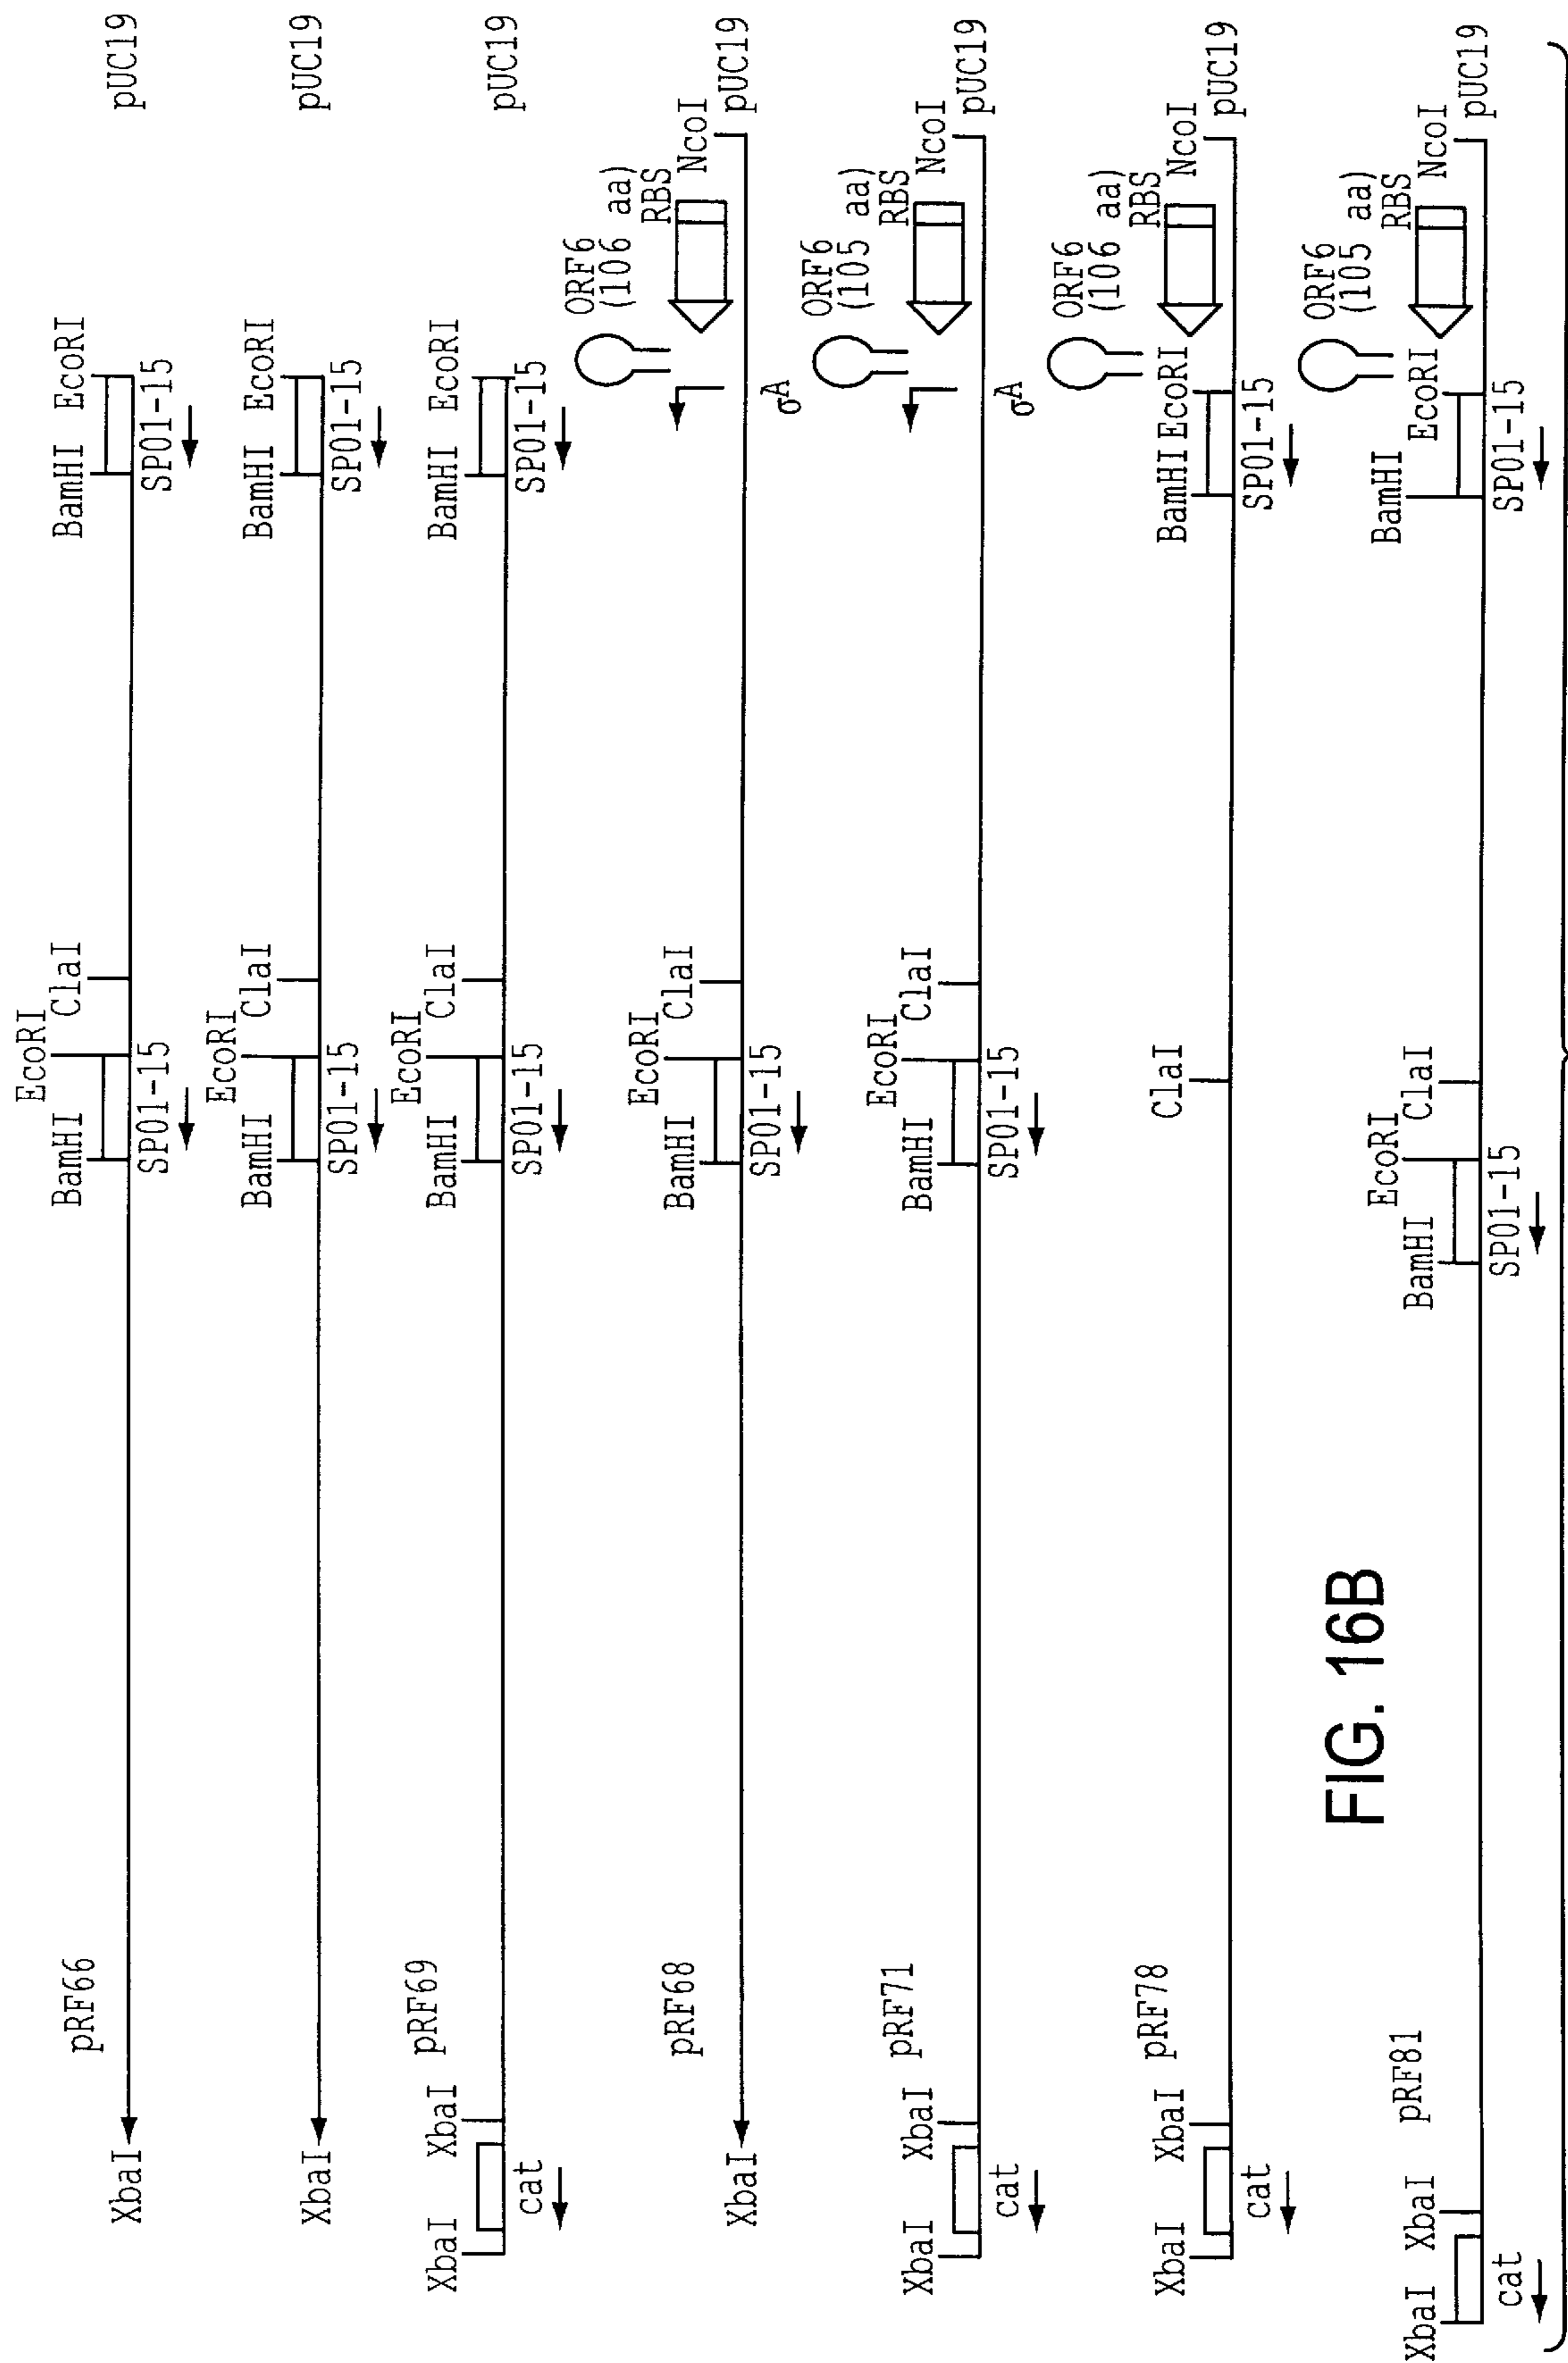 pRF66
XbaI
BamHI
EcoRI
ClaI
SP01-15
BamHI
EcoRI
SP01-15
pUC19
XbaI
BamHI
EcoRI
ClaI
SP01-15
BamHI
EcoRI
SP01-15
pUC19
XbaI
cat
XbaI
pRF69
BamHI
EcoRI
ClaI
SP01-15
BamHI
EcoRI
SP01-15
pUC19
pRF68
XbaI
BamHI
EcoRI
ClaI
SP01-15
σA
ORF6
(106 aa)
RBS
NcoI
pUC19
XbaI
cat
XbaI
pRF71
BamHI
EcoRI
ClaI
SP01-15
σA
ORF6
(105 aa)
RBS
NcoI
pUC19
XbaI
cat
XbaI
pRF78
ClaI
BamHI
EcoRI
SP01-15
ORF6
(106 aa)
RBS
NcoI
pUC19
XbaI
cat
XbaI
pRF81
BamHI
EcoRI
ClaI
SP01-15
BamHI
EcoRI
SP01-15
ORF6
(105 aa)
RBS
NcoI
pUC19
FIG. 16B